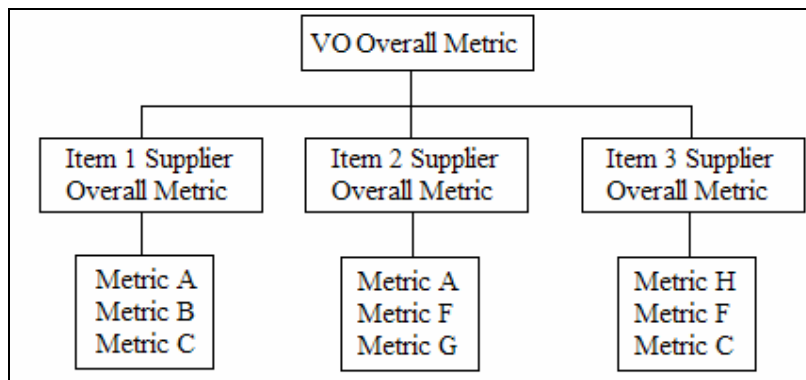 VO Overall Metric
Item 1 Supplier
Overall Metric
Item 2 Supplier
Overall Metric
Item 3 Supplier
Overall Metric
Metric A
Metric B
Metric C
Metric A
Metric F
Metric G
Metric H
Metric F
Metric C